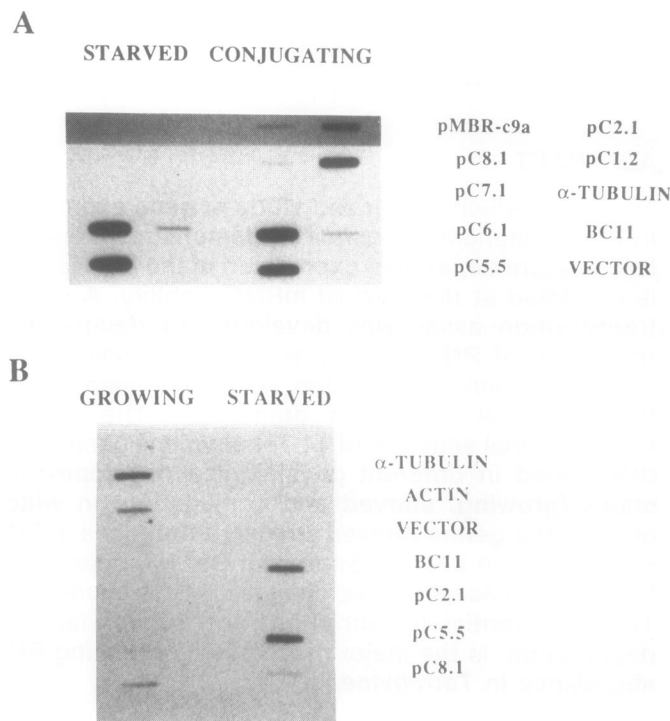 A
STARVED CONJUGATING
pMBR-c9a pC2.1
pC8.1 pC1.2
pC7.1 α-TUBULIN
pC6.1 BC11
pC5.5 VECTOR
B
GROWING STARVED
α-TUBULIN
ACTIN
VECTOR
BC11
pC2.1
pC5.5
pC8.1